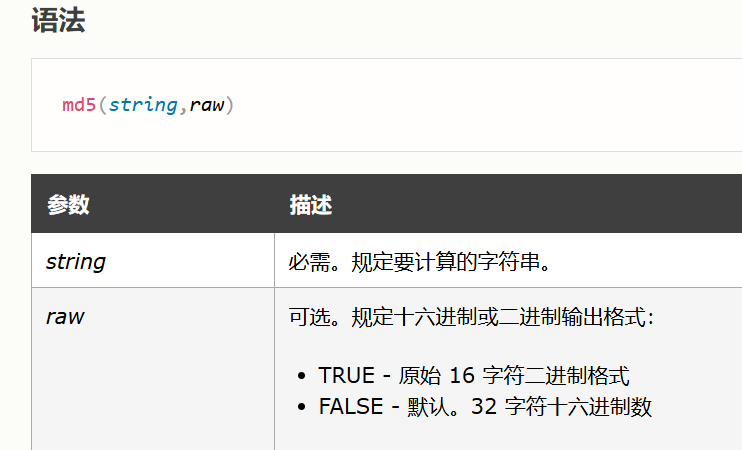 语法
md5(string,raw)
参数 描述
string 必需。规定要计算的字符串。
raw 可选。规定十六进制或二进制输出格式：
• TRUE - 原始 16 字符二进制格式
• FALSE - 默认。32 字符十六进制数